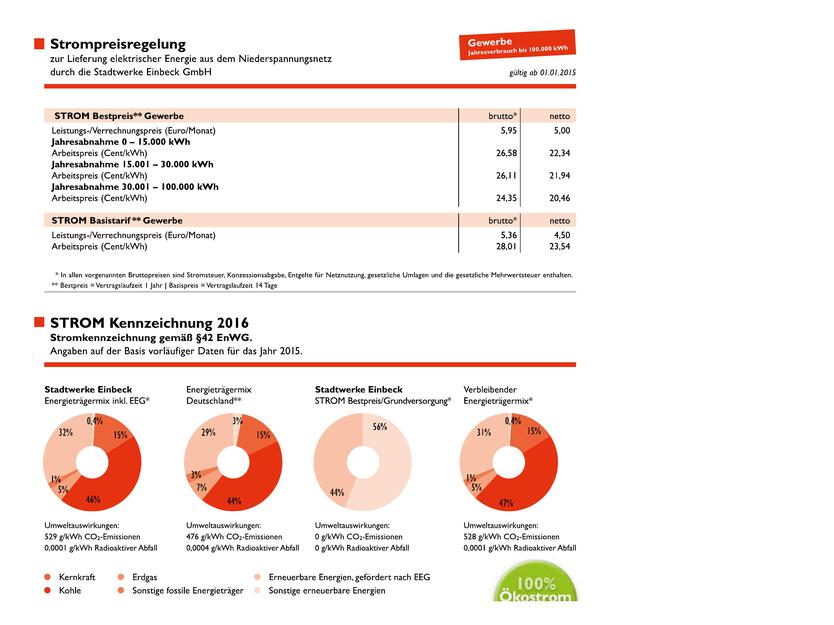 Strompreisregelung
zur Lieferung elektrischer Energie aus dem Niederspannungsnetz
durch die Stadtwerke Einbeck GmbH
Gewerbe
Jahresverbrauch bis 100.000 kWh
gültig ab 01.01.2015
STROM Bestpreis** Gewerbe brutto* netto
Leistungs-/Verrechnungspreis (Euro/Monat) 5,95 5,00
Jahresabnahme 0 – 15.000 kWh
Arbeitspreis (Cent/kWh) 26,58 22,34
Jahresabnahme 15.001 – 30.000 kWh
Arbeitspreis (Cent/kWh) 26,11 21,94
Jahresabnahme 30.001 – 100.000 kWh
Arbeitspreis (Cent/kWh) 24,35 20,46
STROM Basistarif** Gewerbe brutto* netto
Leistungs-/Verrechnungspreis (Euro/Monat) 5,36 4,50
Arbeitspreis (Cent/kWh) 28,01 23,54
* In allen vorgenannten Bruttopreisen sind Stromsteuer, Konzessionsabgabe, Entgelte für Netznutzung, gesetzliche Umlagen und die gesetzliche Mehrwertsteuer enthalten.
** Bestpreis = Vertragslaufzeit 1 Jahr | Basispreis = Vertragslaufzeit 14 Tage
STROM Kennzeichnung 2016
Stromkennzeichnung gemäß §42 EnWG.
Angaben auf der Basis vorläufiger Daten für das Jahr 2015.
Stadtwerke Einbeck
Energieträgermix inkl. EEG*
0,4%
15%
46%
5%
1%
32%
Umweltauswirkungen:
529 g/kWh CO₂-Emissionen
0,0001 g/kWh Radioaktiver Abfall
Energieträgermix
Deutschland**
3%
15%
44%
7%
3%
29%
Umweltauswirkungen:
476 g/kWh CO₂-Emissionen
0,0004 g/kWh Radioaktiver Abfall
Stadtwerke Einbeck
STROM Bestpreis/Grundversorgung*
56%
44%
Umweltauswirkungen:
0 g/kWh CO₂-Emissionen
0 g/kWh Radioaktiver Abfall
Verbleibender
Energieträgermix*
0,4%
15%
47%
5%
1%
31%
Umweltauswirkungen:
528 g/kWh CO₂-Emissionen
0,0001 g/kWh Radioaktiver Abfall
Kernkraft Erdgas Erneuerbare Energien, gefördert nach EEG
Kohle Sonstige fossile Energieträger Sonstige erneuerbare Energien
100%
Ökostrom